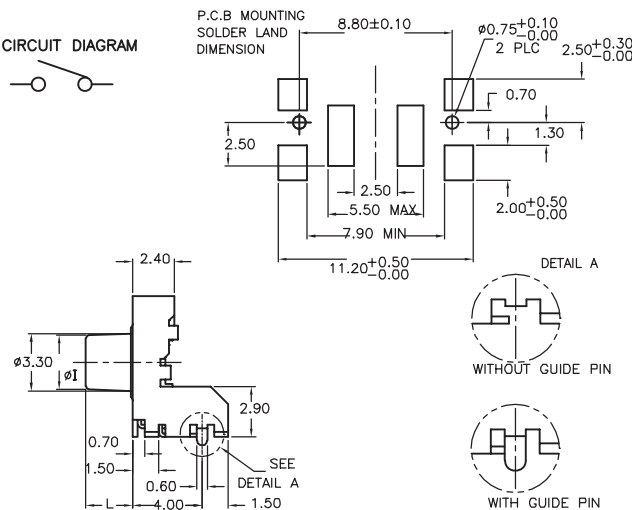 P.C.B MOUNTING
SOLDER LAND
DIMENSION
8.80±0.10
ø0.75+0.10
-0.00
2 PLC
2.50+0.30
-0.00
CIRCUIT DIAGRAM
0.70
1.30
2.50
2.50
5.50 MAX
2.00+0.50
-0.00
7.90 MIN
11.20+0.50
-0.00
2.40
DETAIL A
ø3.30
øI
WITHOUT GUIDE PIN
2.90
0.70
1.50
SEE
DETAIL A
0.60
L
4.00
1.50
WITH GUIDE PIN